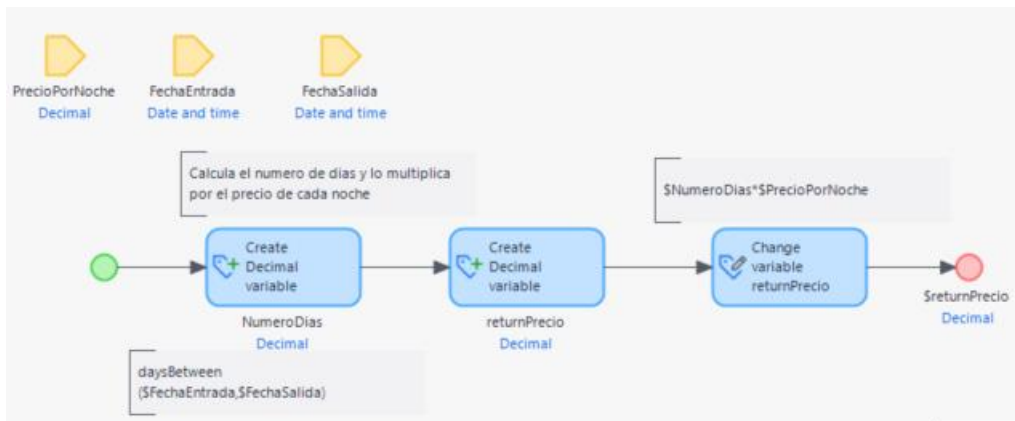 PrecioPorNoche
Decimal
FechaEntrada
Date and time
FechaSalida
Date and time
Calcula el numero de dias y lo multiplica
por el precio de cada noche
$NumeroDias*$PrecioPorNoche
Create
Decimal
variable
NumeroDias
Decimal
Create
Decimal
variable
returnPrecio
Decimal
Change
variable
returnPrecio
$returnPrecio
Decimal
daysBetween
($FechaEntrada,$FechaSalida)